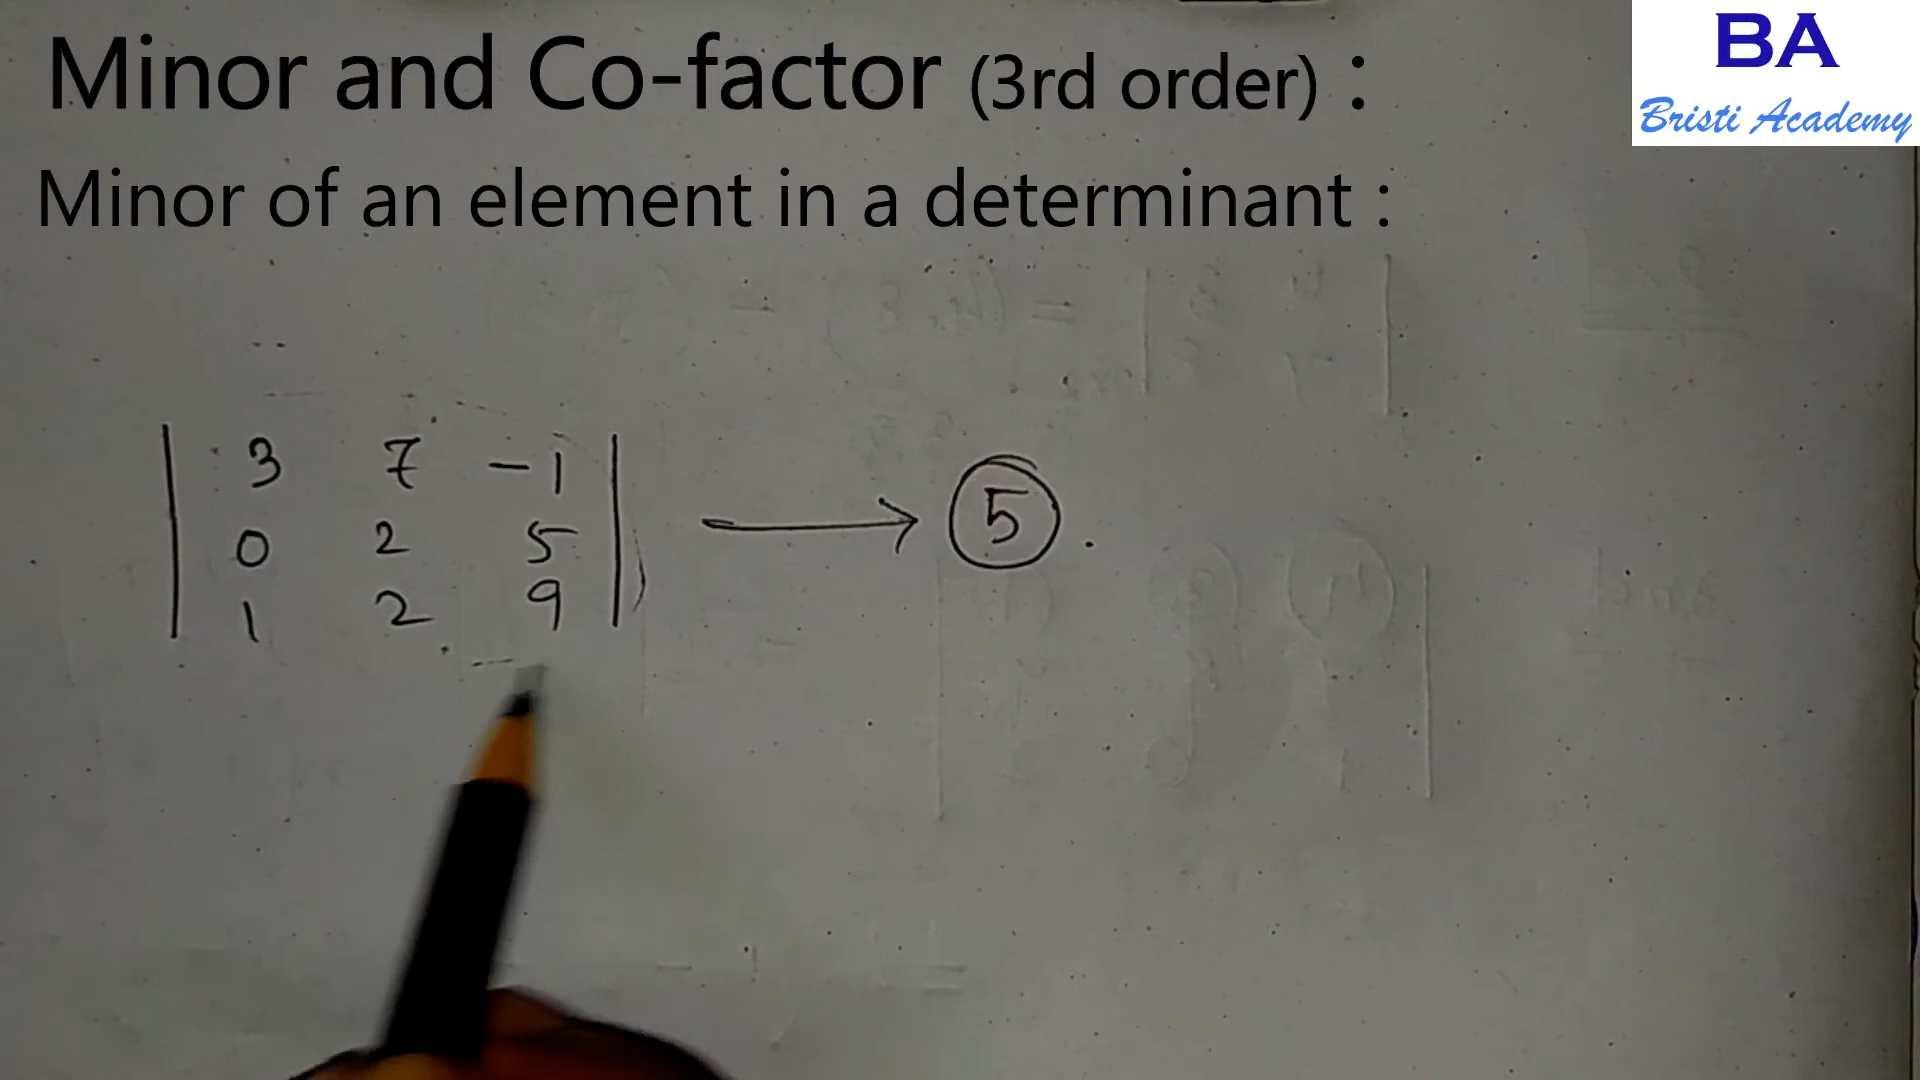 Minor and Co-factor (3rd order) :
BA
Bristi Academy
Minor of an element in a determinant :
| 3 7 -1 |
| 0 2 5 | → 5 .
| 1 2 9 |